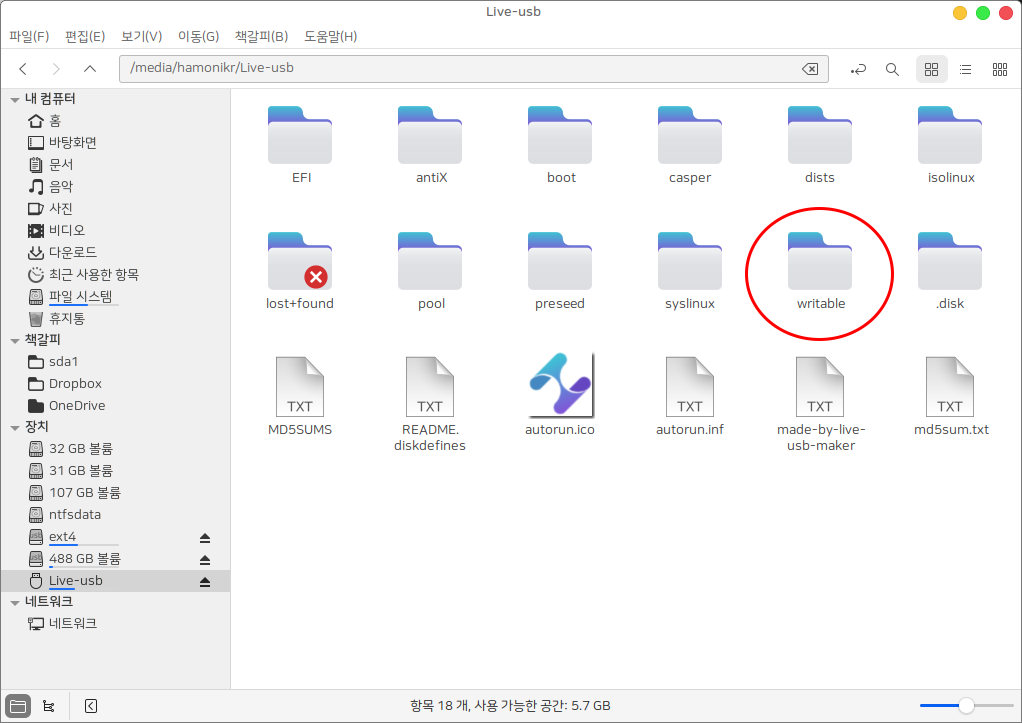 Live-usb
파일(F) 편집(E) 보기(V) 이동(G) 책갈피(B) 도움말(H)
/media/hamonikr/Live-usb
내 컴퓨터
홈
바탕화면
문서
음악
사진
비디오
다운로드
최근 사용한 항목
파일 시스템
휴지통
책갈피
sda1
Dropbox
OneDrive
장치
32 GB 볼륨
31 GB 볼륨
107 GB 볼륨
ntfsdata
ext4
488 GB 볼륨
Live-usb
네트워크
네트워크
EFI antiX boot casper dists isolinux
lost+found pool preseed syslinux writable .disk
TXT TXT TXT TXT TXT
MD5SUMS README. autorun.ico autorun.inf made-by-live- md5sum.txt
diskdefines usb-maker
항목 18 개, 사용 가능한 공간: 5.7 GB